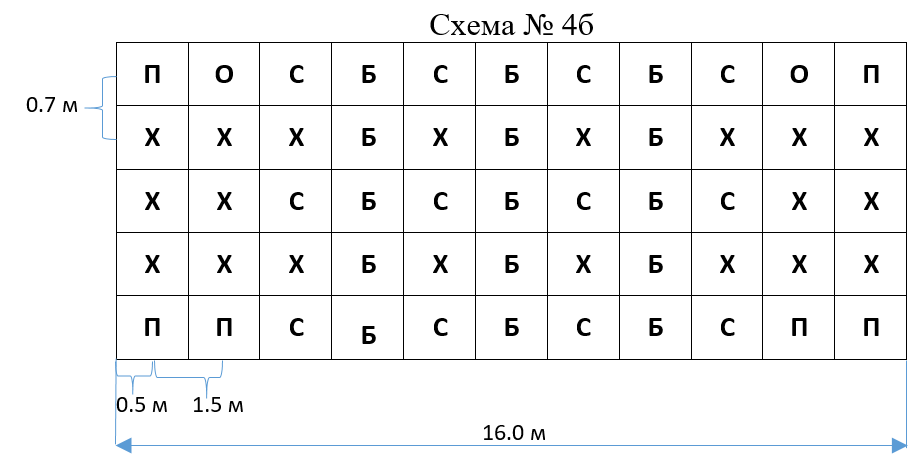 Схема № 4б
П О С Б С Б С Б С О П
0.7 м
Х Х Х Б Х Б Х Б Х Х Х
Х Х С Б С Б С Б С Х Х
Х Х Х Б Х Б Х Б Х Х Х
П П С Б С Б С Б С П П
0.5 м 1.5 м
16.0 м